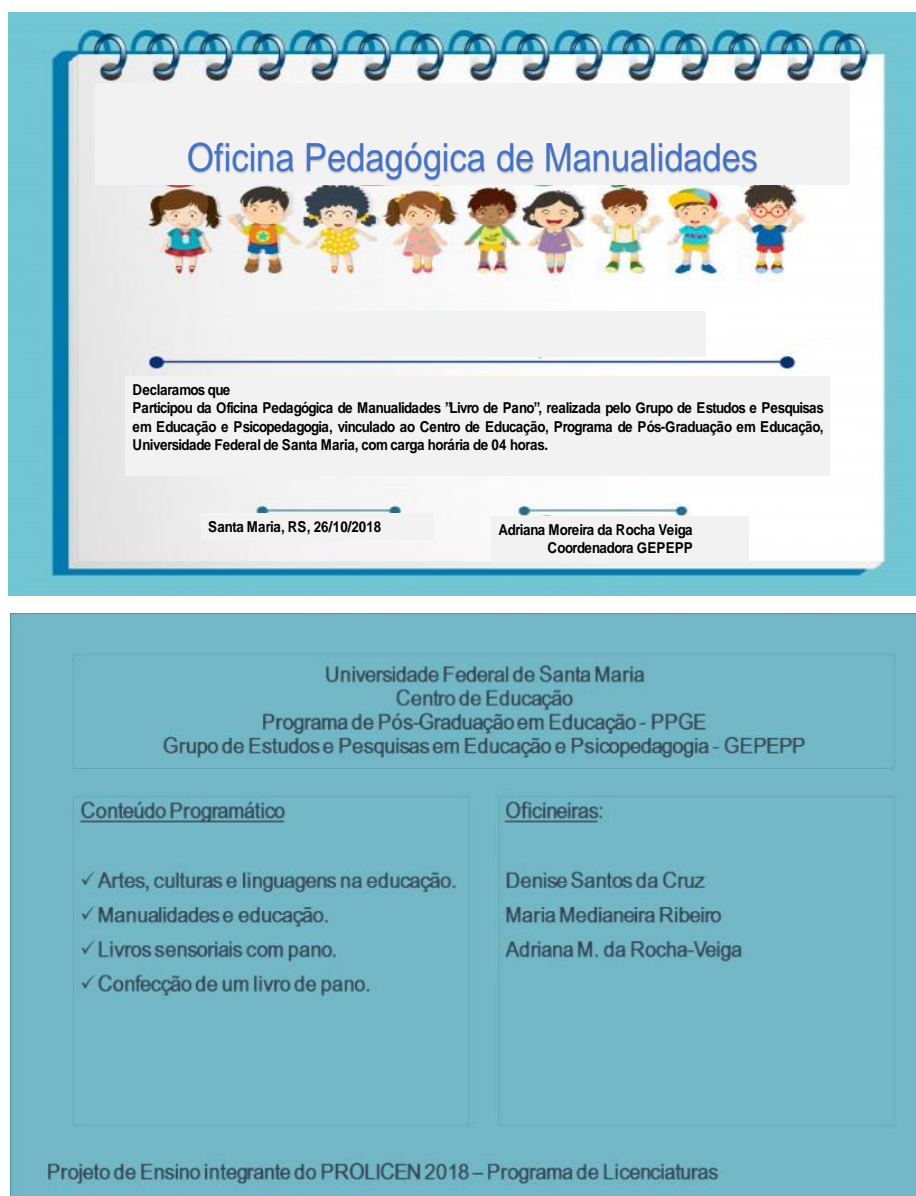 Oficina Pedagógica de Manualidades
Declaramos que
Participou da Oficina Pedagógica de Manualidades ”Livro de Pano”, realizada pelo Grupo de Estudos e Pesquisas
em Educação e Psicopedagogia, vinculado ao Centro de Educação, Programa de Pós-Graduação em Educação,
Universidade Federal de Santa Maria, com carga horária de 04 horas.
Santa Maria, RS, 26/10/2018
Adriana Moreira da Rocha Veiga
Coordenadora GEPEPP
Universidade Federal de Santa Maria
Centro de Educação
Programa de Pós-Graduação em Educação - PPGE
Grupo de Estudos e Pesquisas em Educação e Psicopedagogia - GEPEPP
Conteúdo Programático
✓ Artes, culturas e linguagens na educação.
✓ Manualidades e educação.
✓ Livros sensoriais com pano.
✓ Confecção de um livro de pano.
Oficineiras:
Denise Santos da Cruz
Maria Medianeira Ribeiro
Adriana M. da Rocha-Veiga
Projeto de Ensino integrante do PROLICEN 2018 – Programa de Licenciaturas